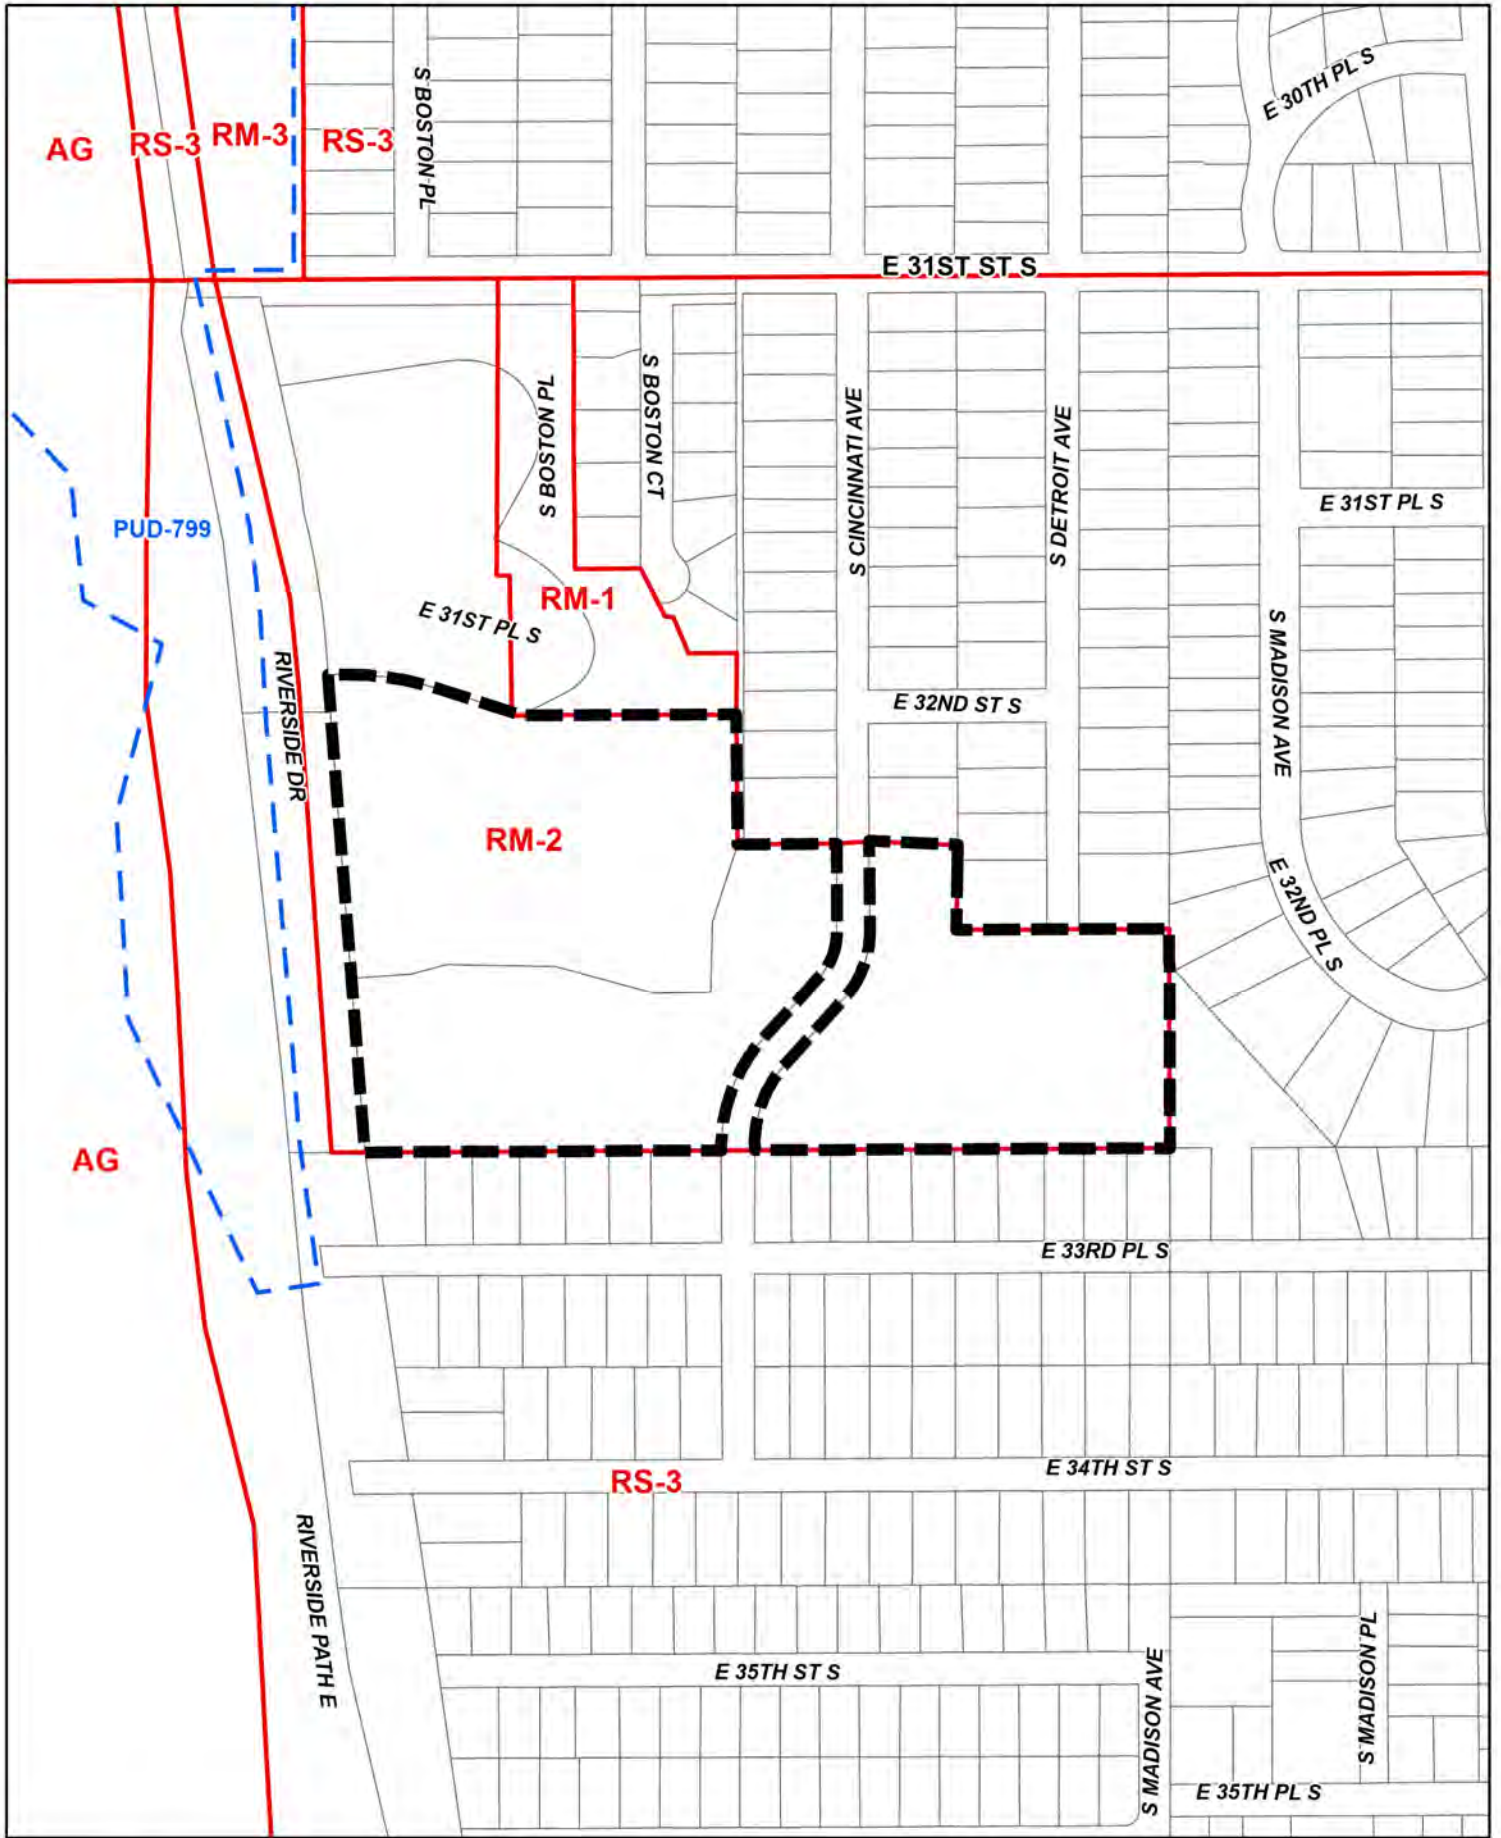 E 30TH PL S
S BOSTON PL
AG
RS-3
RM-3
RS-3
E 31ST ST S
S BOSTON PL
S BOSTON CT
S CINCINNATI AVE
S DETROIT AVE
E 31ST PL S
PUD-799
RM-1
E 31ST PL S
RIVERSIDE DR
S MADISON AVE
E 32ND ST S
RM-2
E 32ND PL S
AG
E 33RD PL S
E 34TH ST S
RS-3
RIVERSIDE PATH E
E 35TH ST S
S MADISON AVE
S MADISON PL
E 35TH PL S